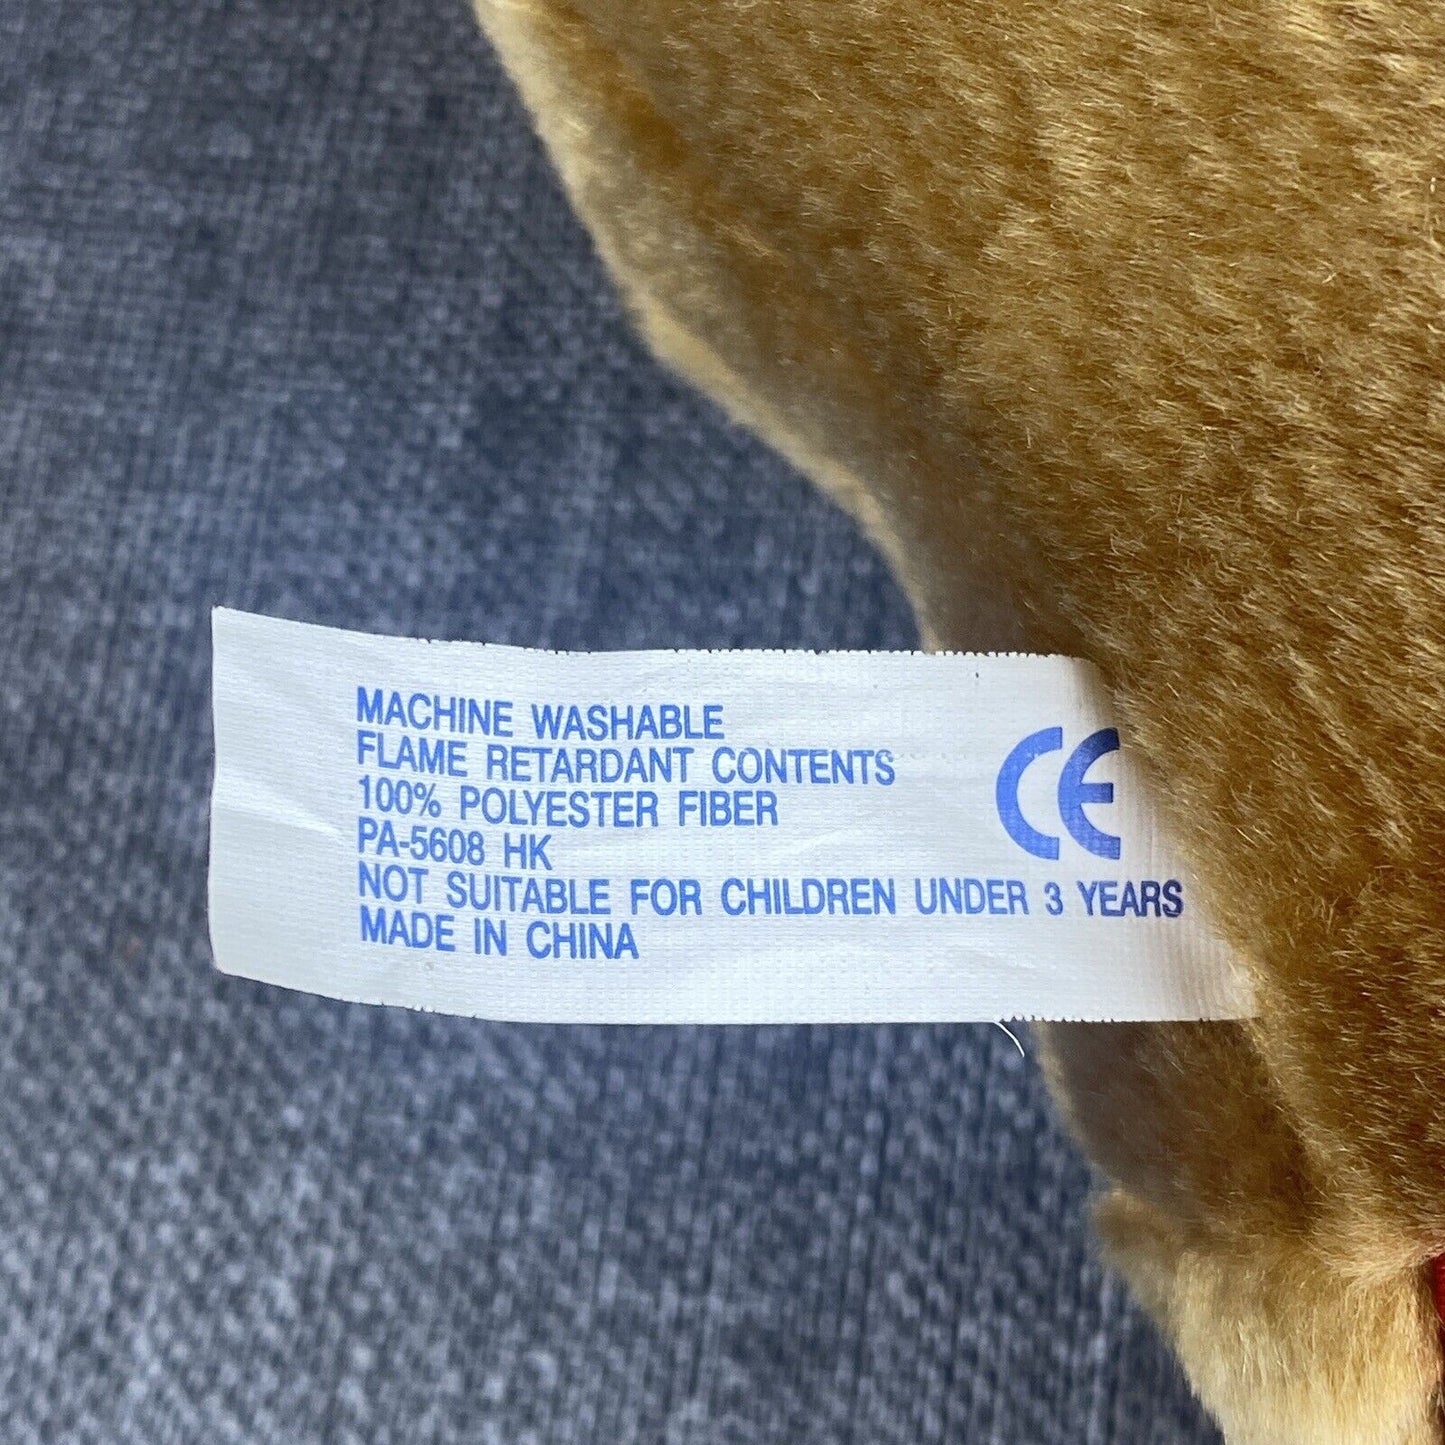 MACHINE WASHABLE
FLAME RETARDANT CONTENTS
100% POLYESTER FIBER
PA-5608 HK
NOT SUITABLE FOR CHILDREN UNDER 3 YEARS
MADE IN CHINA
CE